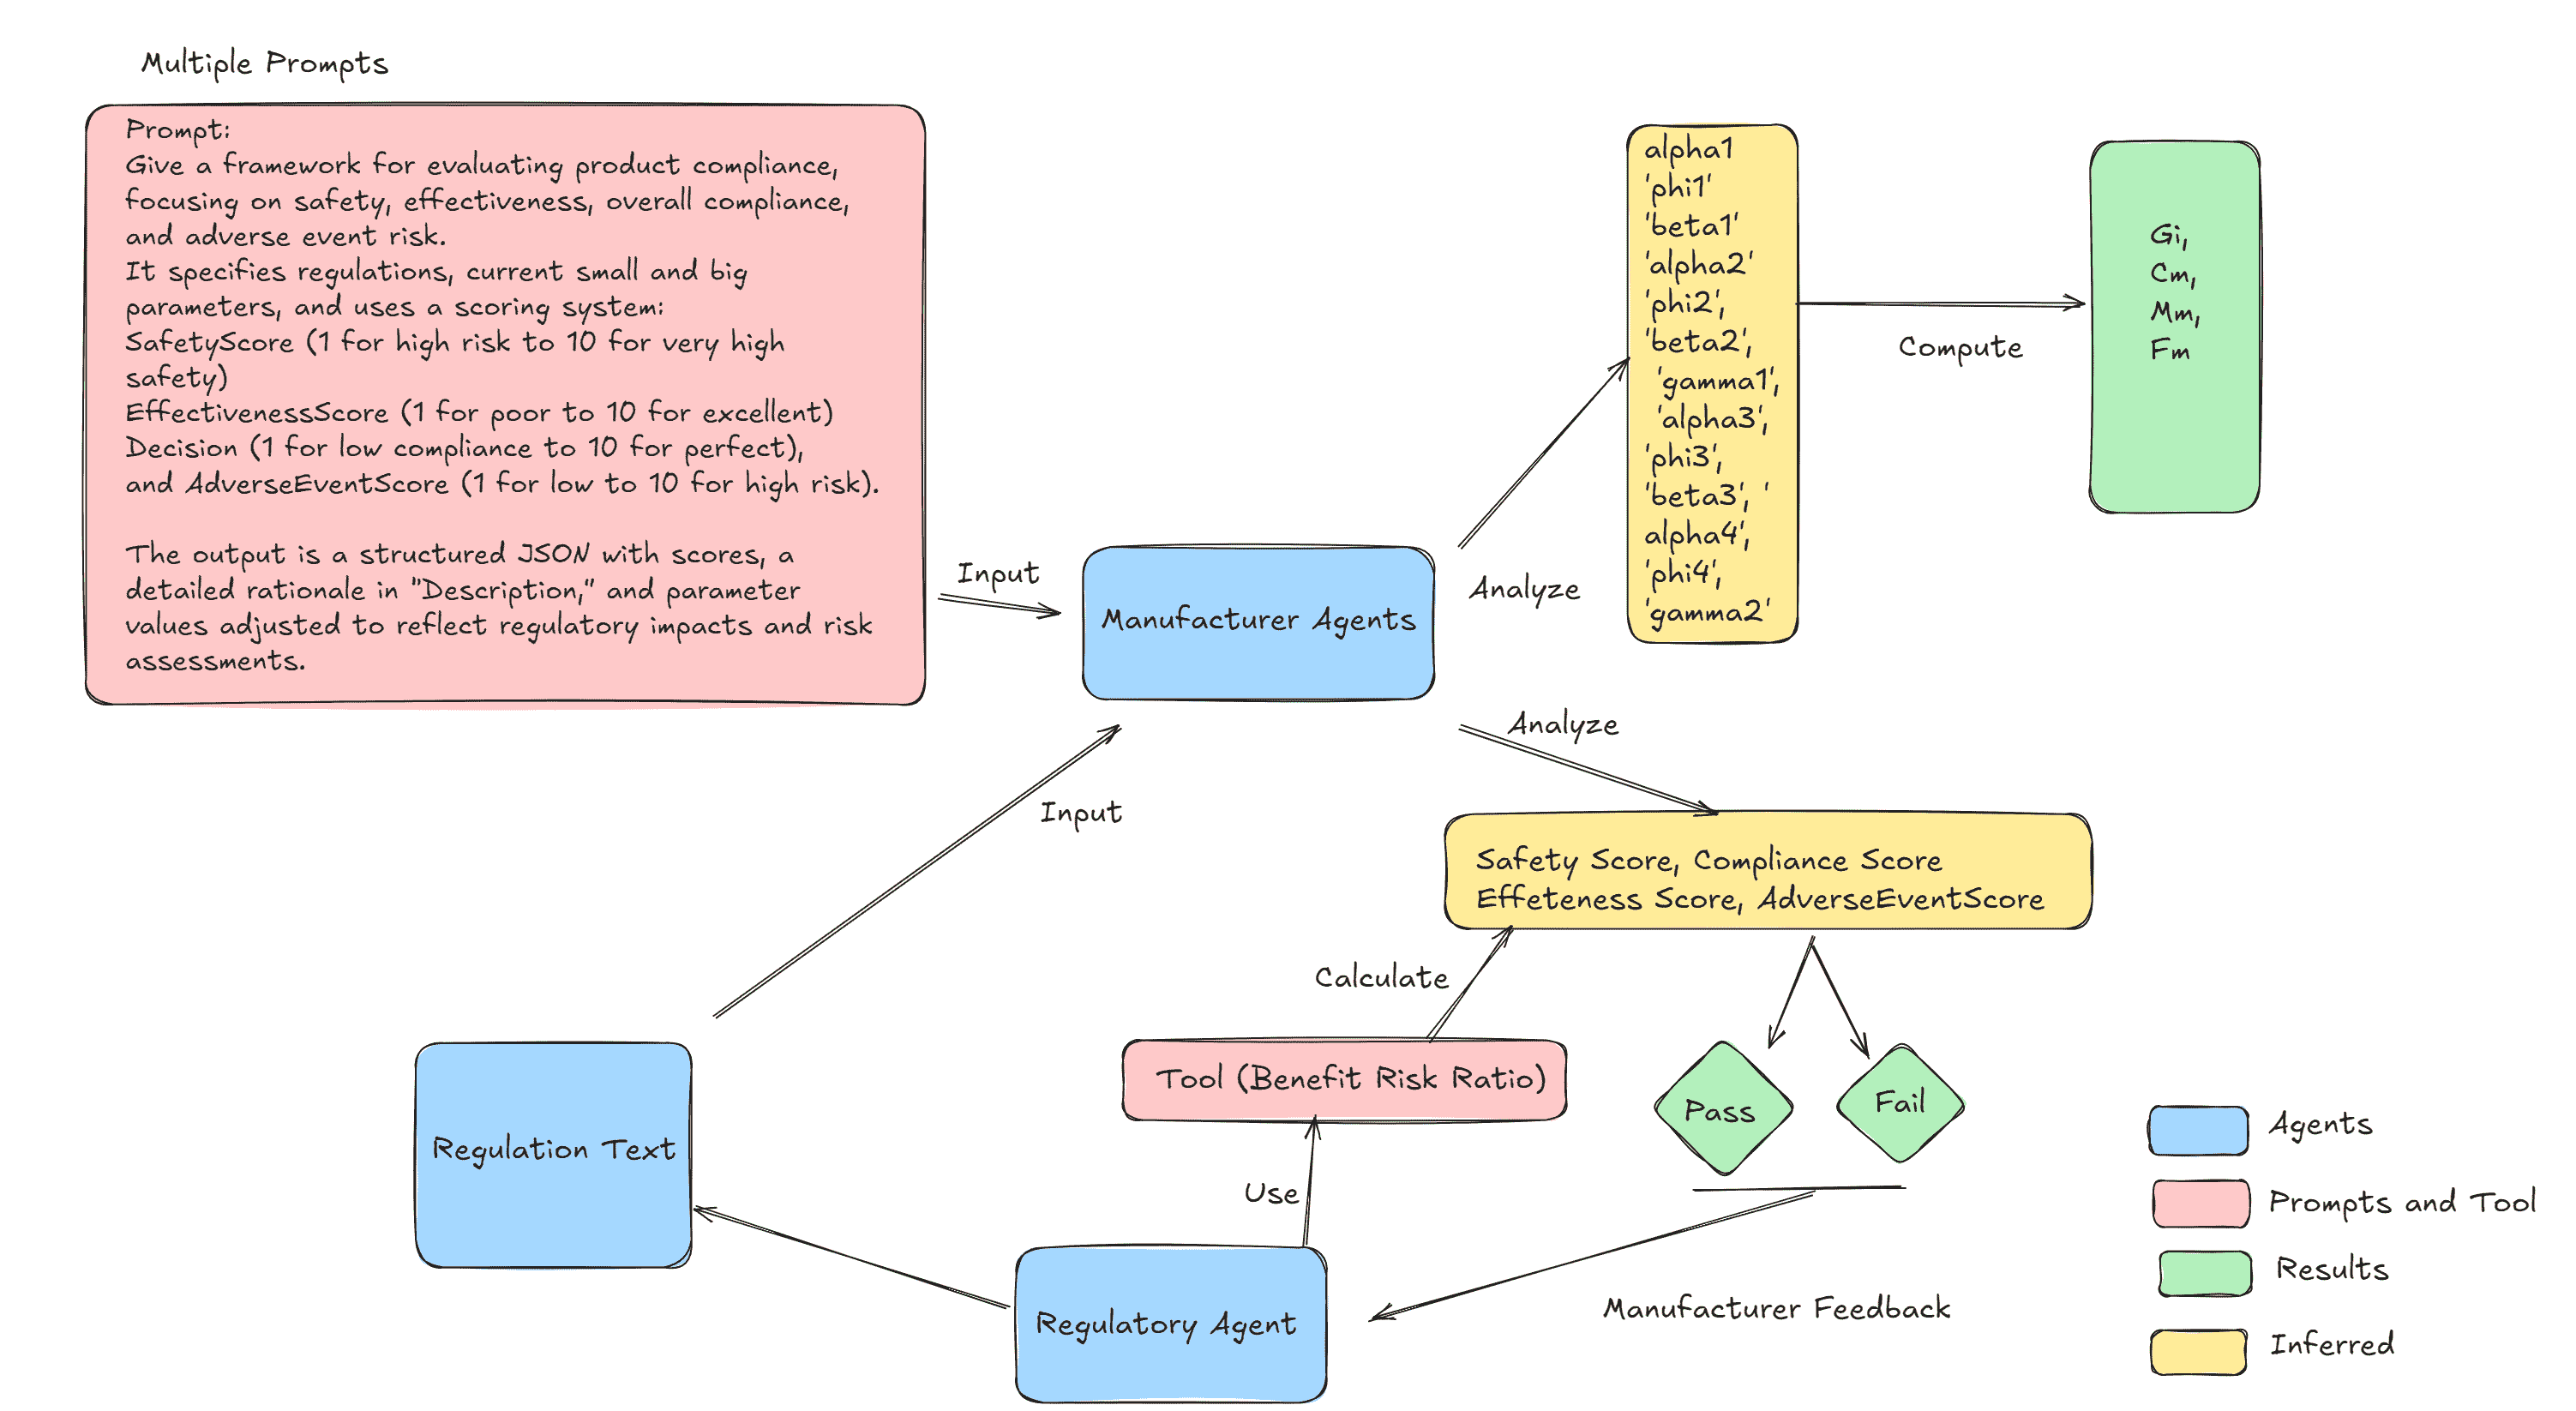 Multiple Prompts
Prompt:
Give a framework for evaluating product compliance,
focusing on safety, effectiveness, overall compliance,
and adverse event risk.
It specifies regulations, current small and big
parameters, and uses a scoring system:
SafetyScore (1 for high risk to 10 for very high
safety)
EffectivenessScore (1 for poor to 10 for excellent)
Decision (1 for low compliance to 10 for perfect),
and AdverseEventScore (1 for low to 10 for high risk).
The output is a structured JSON with scores, a
detailed rationale in "Description," and parameter
values adjusted to reflect regulatory impacts and risk
assessments.
Input
Manufacturer Agents
Analyze
alpha1
'phi1'
'beta1'
'alpha2'
'phi2',
'beta2',
'gamma1',
'alpha3',
'phi3',
'beta3', '
alpha4',
'phi4',
'gamma2'
Compute
Gi,
Cm,
Mm,
Fm
Analyze
Input
Safety Score, Compliance Score
Effeteness Score, AdverseEventScore
Calculate
Tool (Benefit Risk Ratio)
Pass
Fail
Regulation Text
Use
Regulatory Agent
Manufacturer Feedback
Agents
Prompts and Tool
Results
Inferred